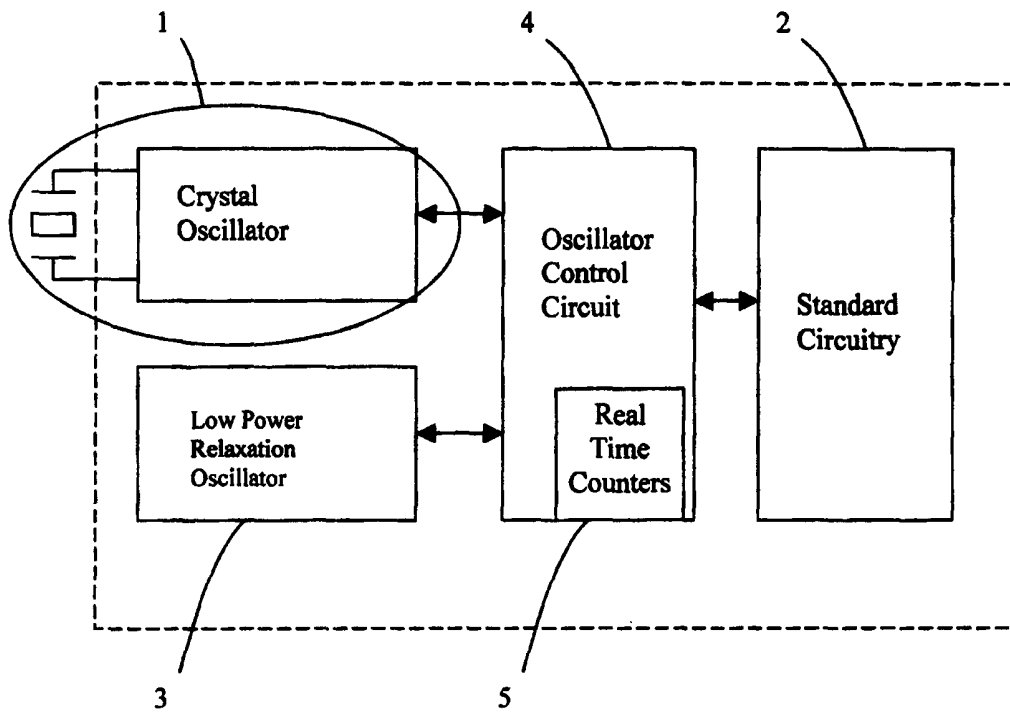 1
4
2
Crystal
Oscillator
Oscillator
Control
Circuit
Standard
Circuitry
Low Power
Relaxation
Oscillator
Real
Time
Counters
3
5